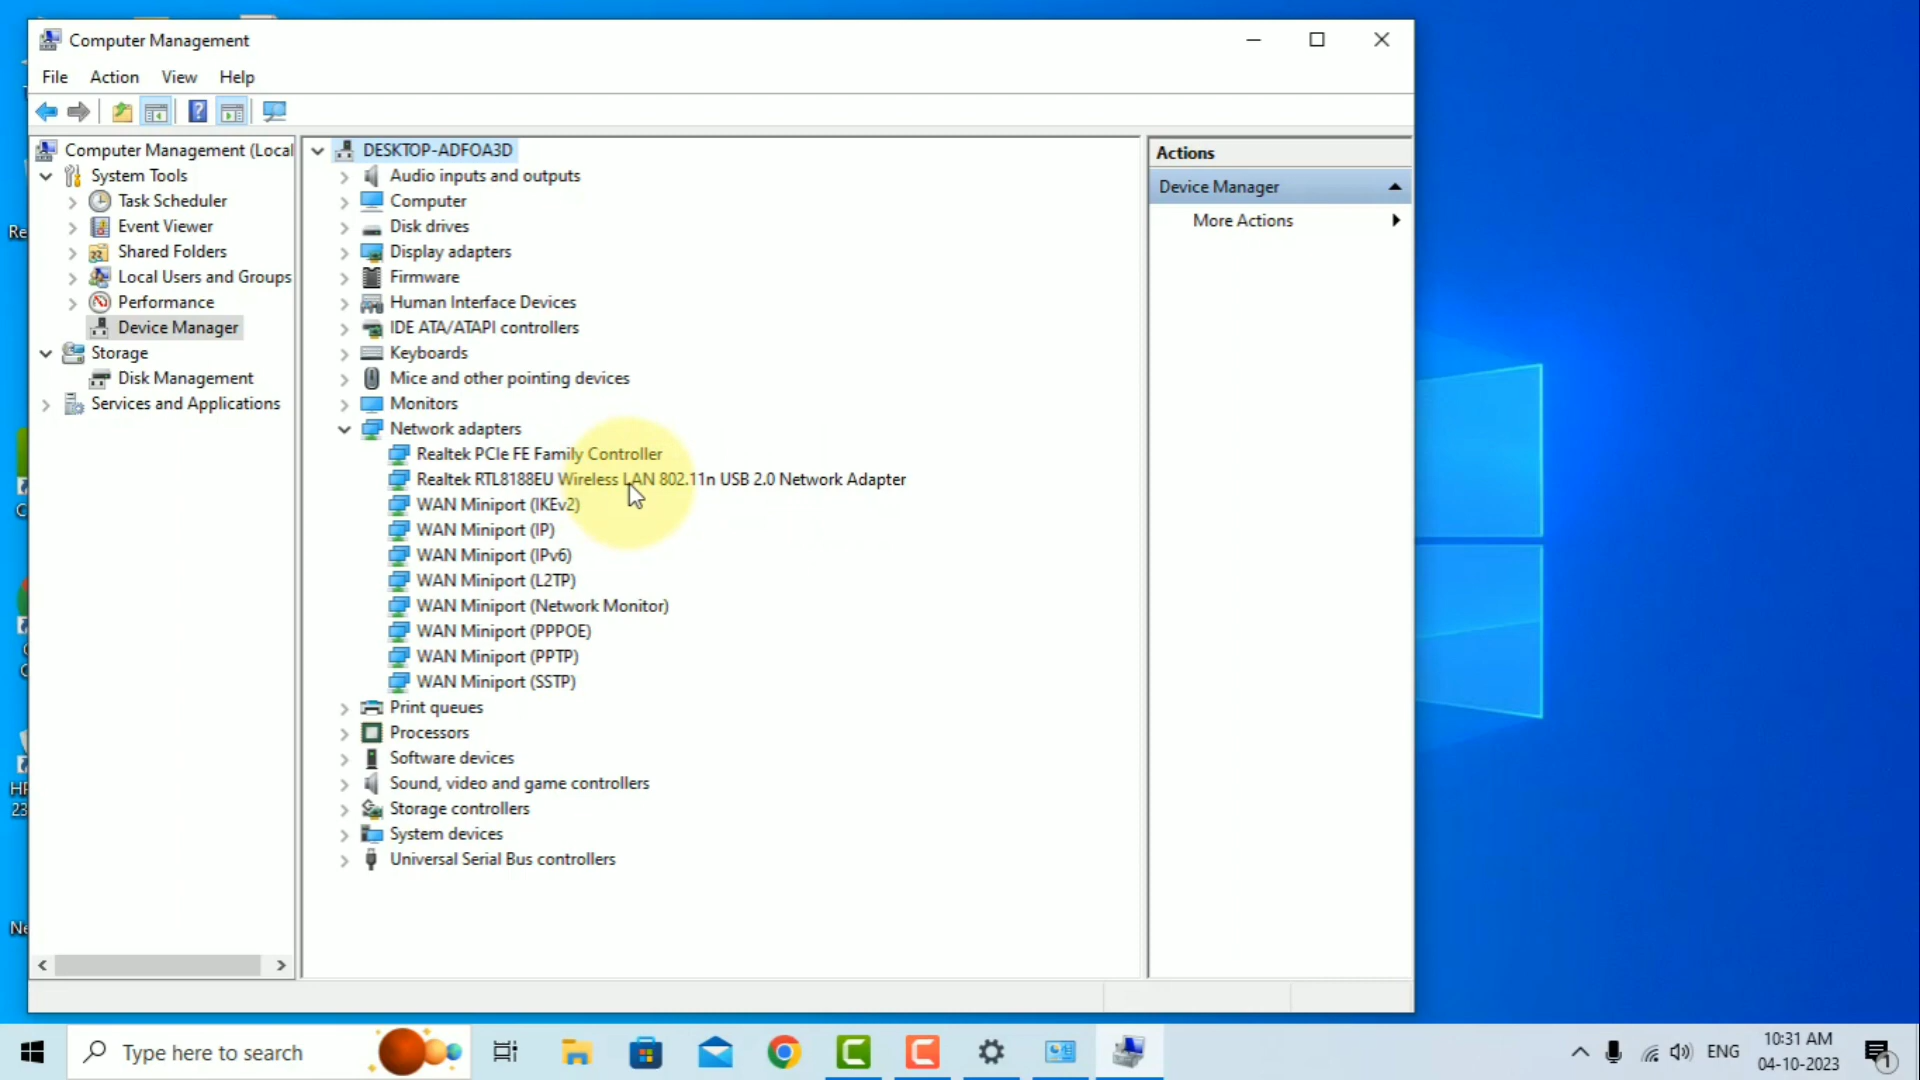 Computer Management
File Action View Help
Computer Management (Local
System Tools
Task Scheduler
Event Viewer
Shared Folders
Local Users and Groups
Performance
Device Manager
Storage
Disk Management
Services and Applications
DESKTOP-ADFOA3D
Audio inputs and outputs
Computer
Disk drives
Display adapters
Firmware
Human Interface Devices
IDE ATA/ATAPI controllers
Keyboards
Mice and other pointing devices
Monitors
Network adapters
Realtek PCIe FE Family Controller
Realtek RTL8188EU Wireless LAN 802.11n USB 2.0 Network Adapter
WAN Miniport (IKEv2)
WAN Miniport (IP)
WAN Miniport (IPv6)
WAN Miniport (L2TP)
WAN Miniport (Network Monitor)
WAN Miniport (PPPOE)
WAN Miniport (PPTP)
WAN Miniport (SSTP)
Print queues
Processors
Software devices
Sound, video and game controllers
Storage controllers
System devices
Universal Serial Bus controllers
Actions
Device Manager
More Actions
Re
HP
23
Ne
Type here to search
ENG
10:31 AM
04-10-2023
1